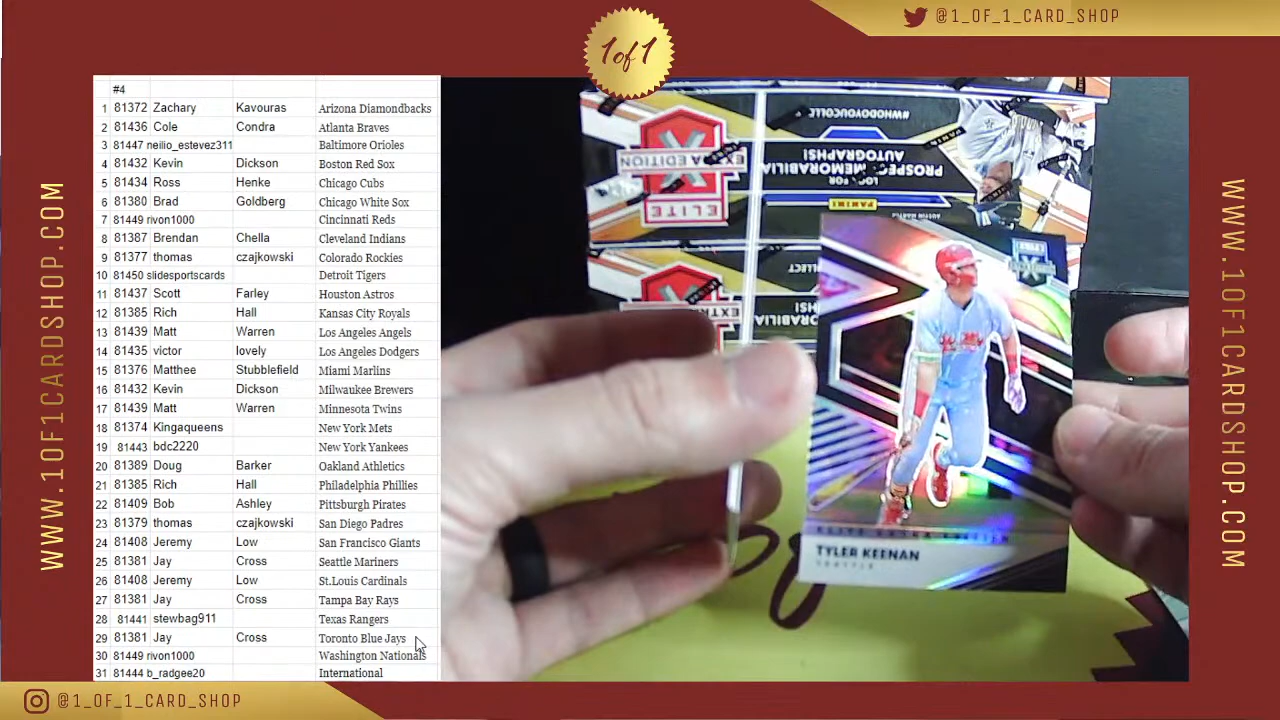 @1_OF_1_CARD_SHOP
1of1
#4
1 81372 Zachary Kavouras Arizona Diamondbacks
2 81436 Cole Condra Atlanta Braves
3 81447 neilio_estevez311 Baltimore Orioles
4 81432 Kevin Dickson Boston Red Sox
5 81434 Ross Henke Chicago Cubs
6 81380 Brad Goldberg Chicago White Sox
7 81449 rivon1000 Cincinnati Reds
8 81387 Brendan Chella Cleveland Indians
9 81377 thomas czajkowski Colorado Rockies
10 81450 slidesportscards Detroit Tigers
11 81437 Scott Farley Houston Astros
12 81385 Rich Hall Kansas City Royals
13 81439 Matt Warren Los Angeles Angels
14 81435 victor lovely Los Angeles Dodgers
15 81376 Matthee Stubblefield Miami Marlins
16 81432 Kevin Dickson Milwaukee Brewers
17 81439 Matt Warren Minnesota Twins
18 81374 Kingaqueens New York Mets
19 81443 bdc2220 New York Yankees
20 81389 Doug Barker Oakland Athletics
21 81385 Rich Hall Philadelphia Phillies
22 81409 Bob Ashley Pittsburgh Pirates
23 81379 thomas czajkowski San Diego Padres
24 81408 Jeremy Low San Francisco Giants
25 81381 Jay Cross Seattle Mariners
26 81408 Jeremy Low St.Louis Cardinals
27 81381 Jay Cross Tampa Bay Rays
28 81441 stewbag911 Texas Rangers
29 81381 Jay Cross Toronto Blue Jays
30 81449 rivon1000 Washington Nationals
31 81444 b_radgee20 International
#WHODOYOUCOLLE
LOOK FOR
PROSPECT MEMORABILIA
AUTOGRAPHS!
PANINI
EXTRA EDITION
ELITE
AUSTIN MARTIN
ELITE EXTRA EDITION
TYLER KEENAN
SEATTLE
WWW.1OF1CARDSHOP.COM
WWW.1OF1CARDSHOP.COM
@1_OF_1_CARD_SHOP